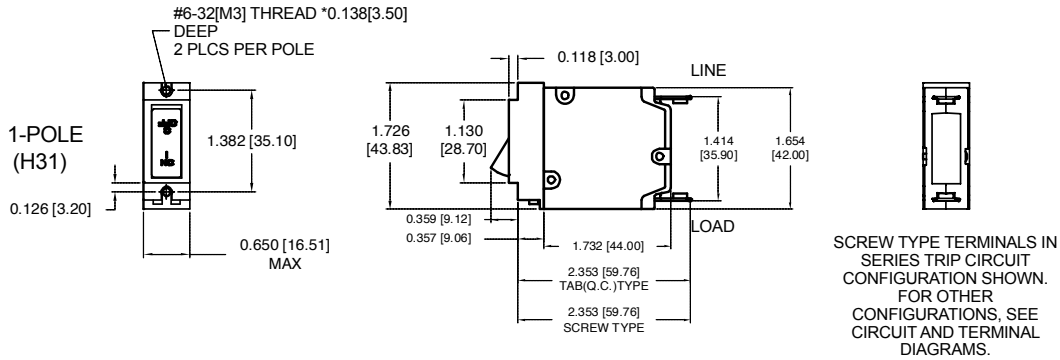 #6-32[M3] THREAD *0.138[3.50]
DEEP
2 PLCS PER POLE
1-POLE
(H31)
1.382 [35.10]
0.126 [3.20]
0.650 [16.51]
MAX
OFF
O
I
ON
0.118 [3.00]
LINE
1.726
[43.83]
1.130
[28.70]
1.414
[35.90]
1.654
[42.00]
0.359 [9.12]
0.357 [9.06]
1.732 [44.00]
LOAD
2.353 [59.76]
TAB(Q.C.)TYPE
2.353 [59.76]
SCREW TYPE
SCREW TYPE TERMINALS IN
SERIES TRIP CIRCUIT
CONFIGURATION SHOWN.
FOR OTHER
CONFIGURATIONS, SEE
CIRCUIT AND TERMINAL
DIAGRAMS.